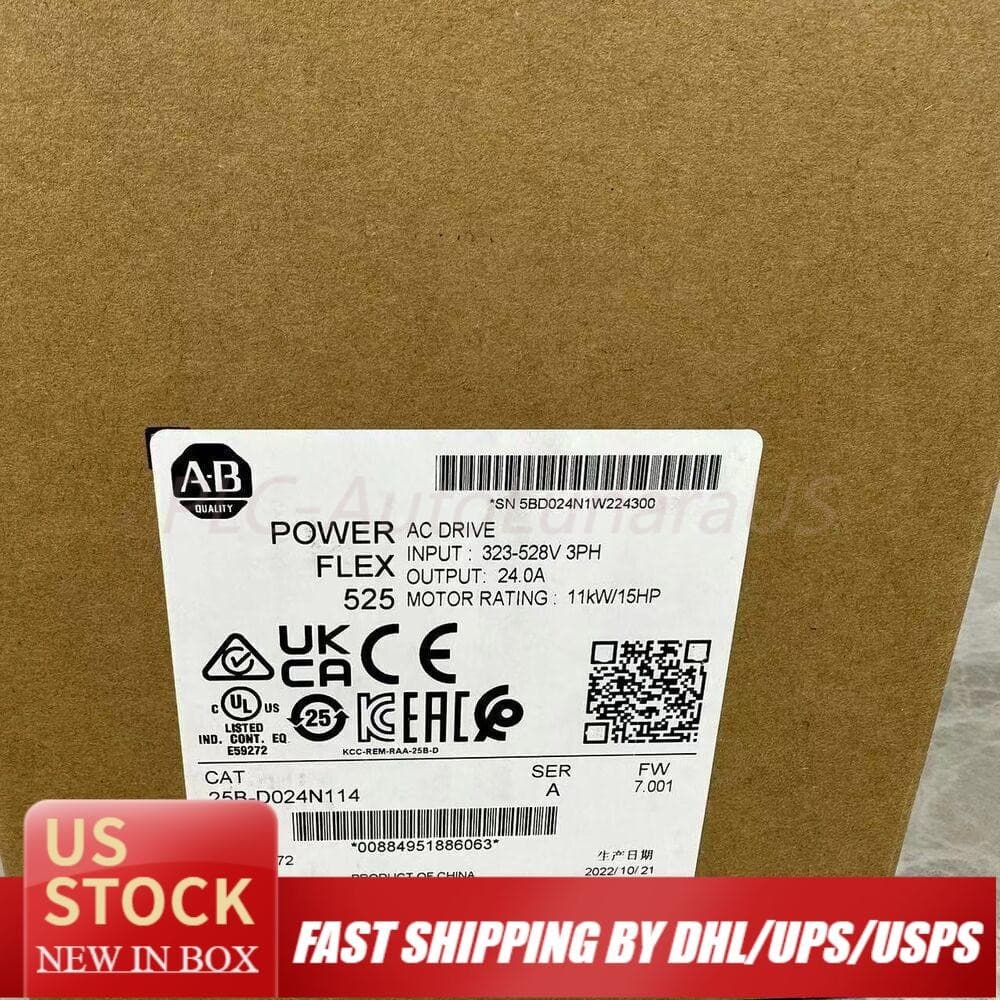 A-B
QUALITY
*SN 5BD024N1W224300
POWER
FLEX
525
AC DRIVE
INPUT : 323-528V 3PH
OUTPUT: 24.0A
MOTOR RATING : 11kW/15HP
UK
CA
CE
C UL US
LISTED
IND. CONT. EQ
E59272
25
KC
EAC
KCC-REM-RAA-25B-D
CAT
25B-D024N114
SER
A
FW
7.001
*00884951886063*
72
生产日期
2022/10/21
PRODUCT OF CHINA
US
STOCK
NEW IN BOX
FAST SHIPPING BY DHL/UPS/USPS